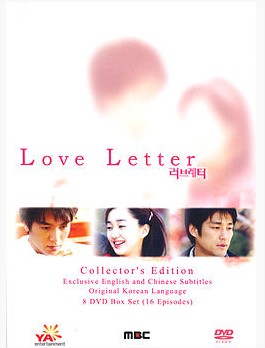 Love Letter
러브레터
Collector's Edition
Exclusive English and Chinese Subtitles
Original Korean Language
8 DVD Box Set (16 Episodes)
YA
entertainment
MBC
DVD
VIDEO